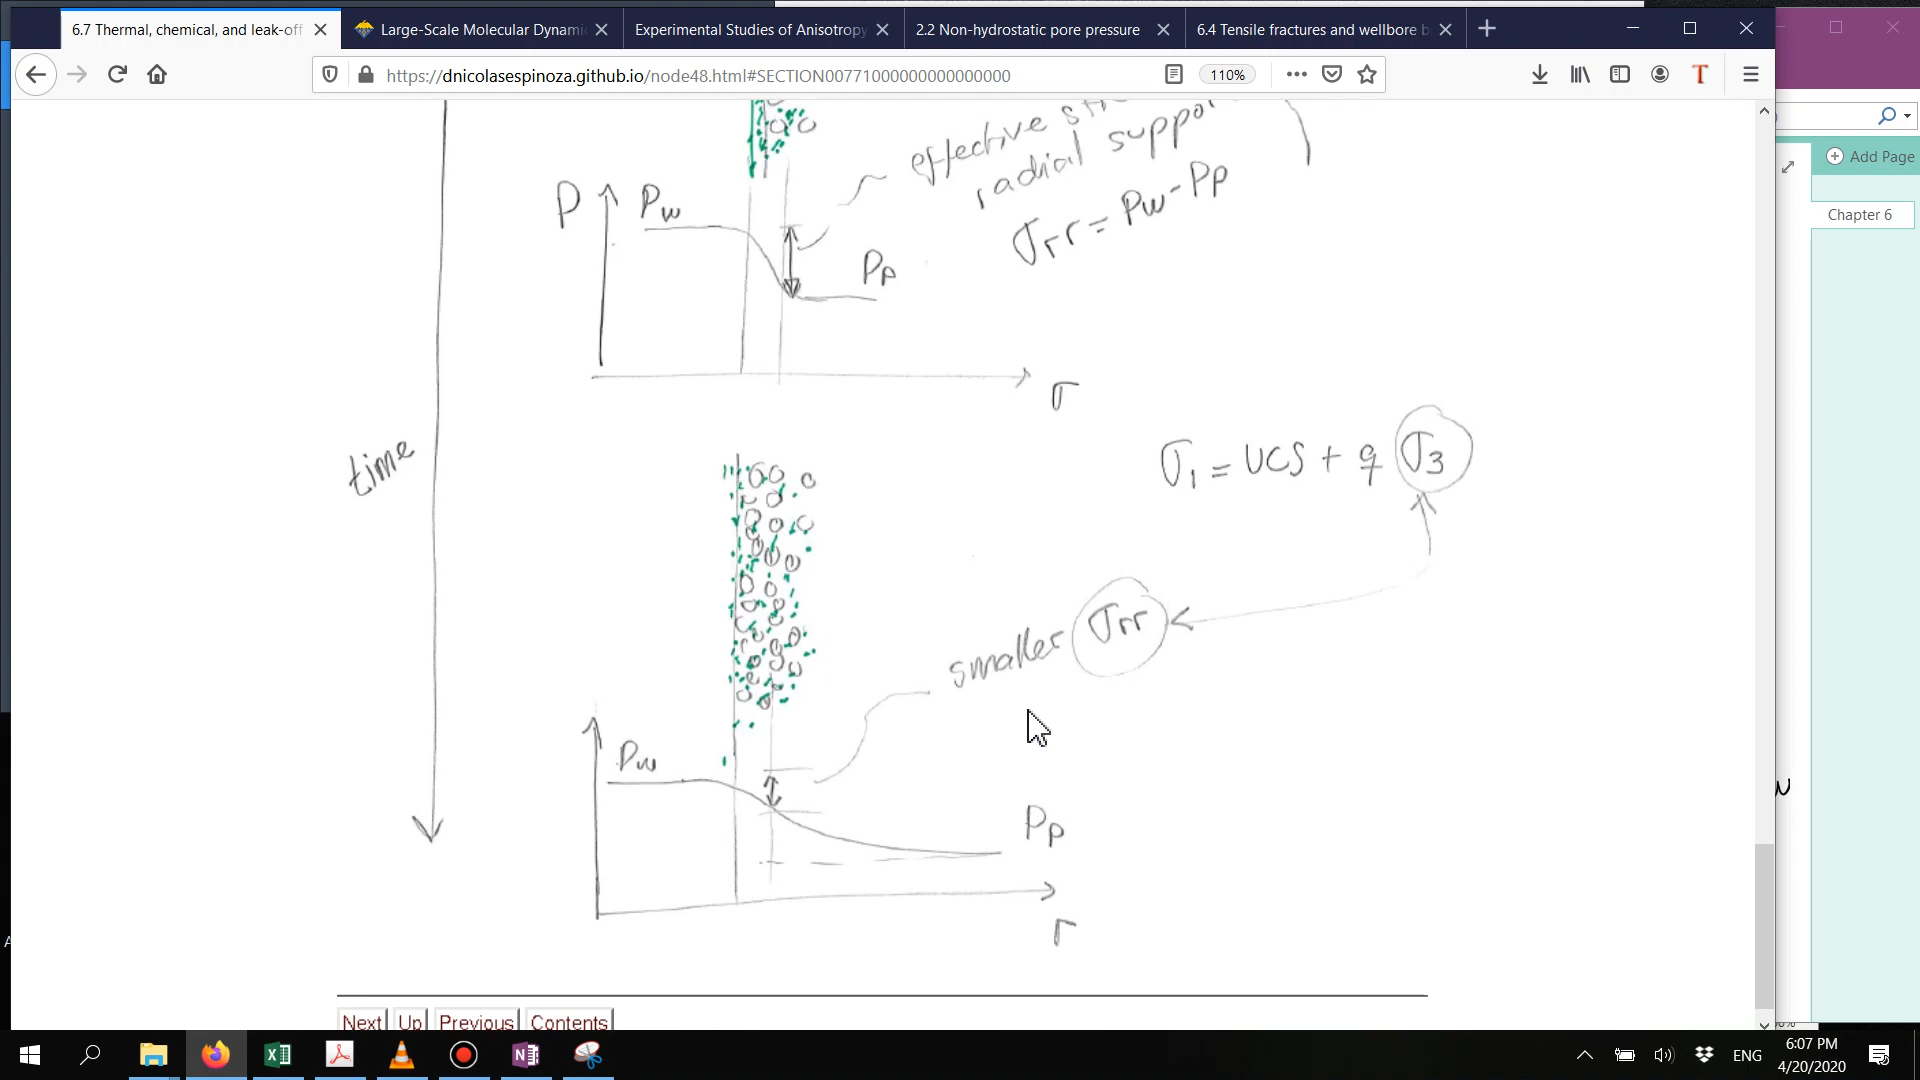 6.7 Thermal, chemical, and leak-off
Large-Scale Molecular Dynami
Experimental Studies of Anisotropy
2.2 Non-hydrostatic pore pressure
6.4 Tensile fractures and wellbore b
https://dnicolasespinoza.github.io/node48.html#SECTION00771000000000000000
110%
T
Add Page
Chapter 6
effective
radial support
σrr = Pw - Pp
P
Pw
Pp
σ
time
σ1 = UCS + q σ3
smaller σrr
Pw
Pp
r
w
Next Up Previous Contents
ENG
6:07 PM
4/20/2020